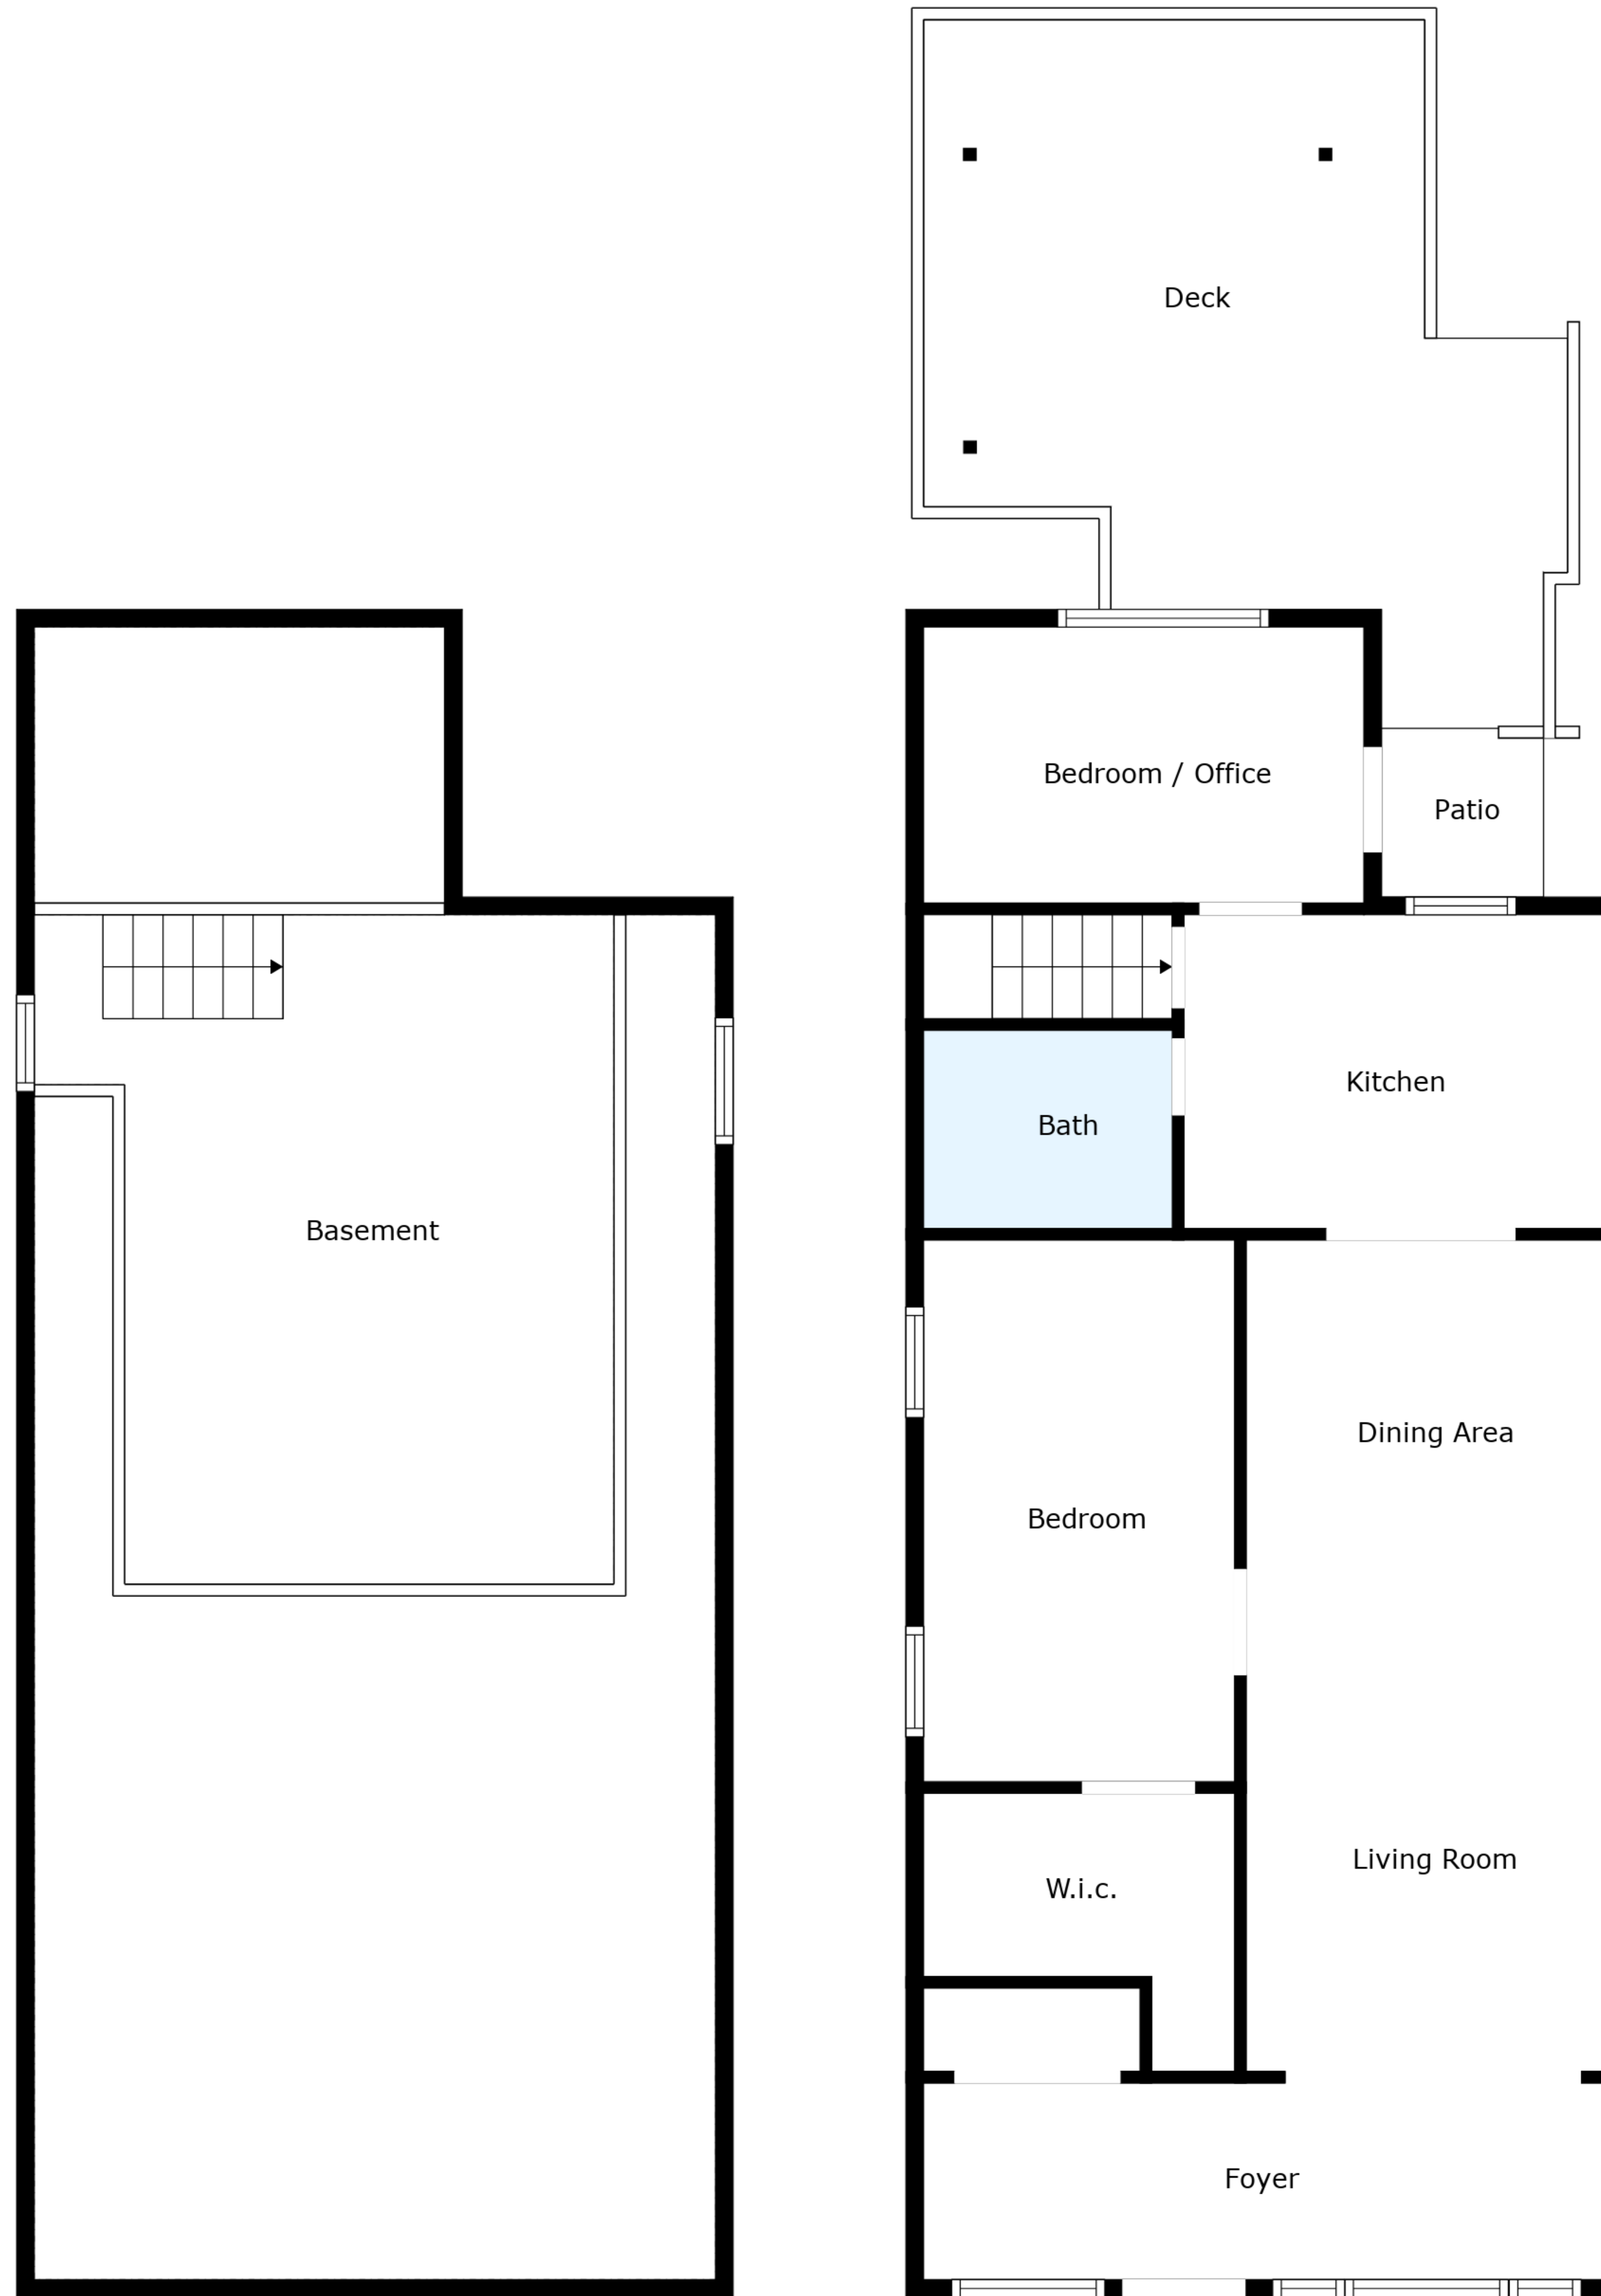 Deck
Bedroom / Office
Patio
Kitchen
Bath
Basement
Dining Area
Bedroom
Living Room
W.i.c.
Foyer